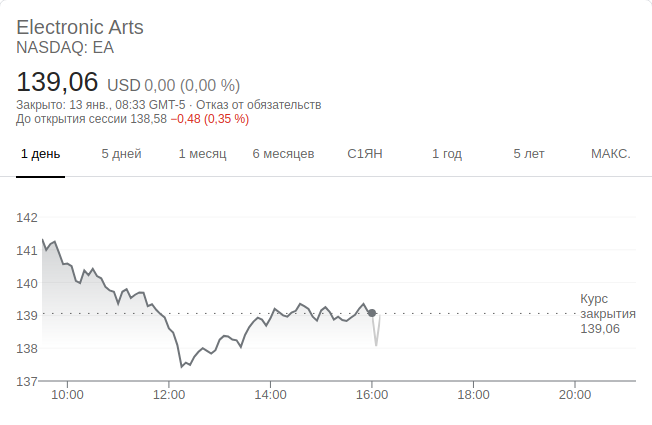 Electronic Arts
NASDAQ: EA
139,06 USD 0,00 (0,00 %)
Закрыто: 13 янв., 08:33 GMT-5 · Отказ от обязательств
До открытия сессии 138,58 −0,48 (0,35 %)
1 день 5 дней 1 месяц 6 месяцев С1ЯН 1 год 5 лет МАКС.
142
141
140
139
138
137
Курс
закрытия
139,06
10:00 12:00 14:00 16:00 18:00 20:00